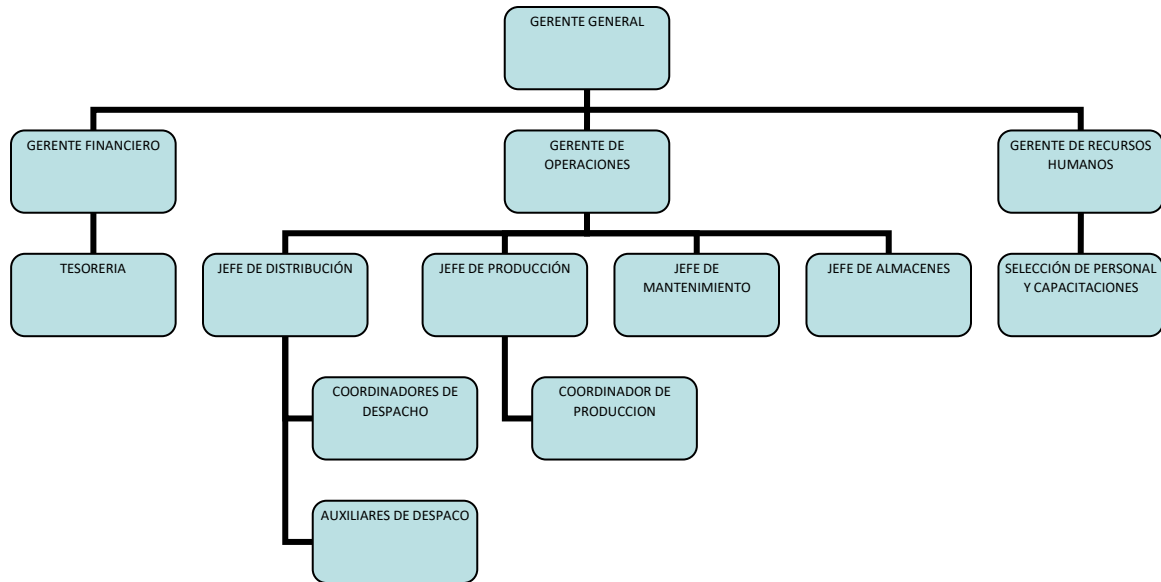 GERENTE GENERAL
GERENTE FINANCIERO
GERENTE DE
OPERACIONES
GERENTE DE RECURSOS
HUMANOS
TESORERIA
JEFE DE DISTRIBUCIÓN
JEFE DE PRODUCCIÓN
JEFE DE
MANTENIMIENTO
JEFE DE ALMACENES
SELECCIÓN DE PERSONAL
Y CAPACITACIONES
COORDINADORES DE
DESPACHO
COORDINADOR DE
PRODUCCION
AUXILIARES DE DESPACO